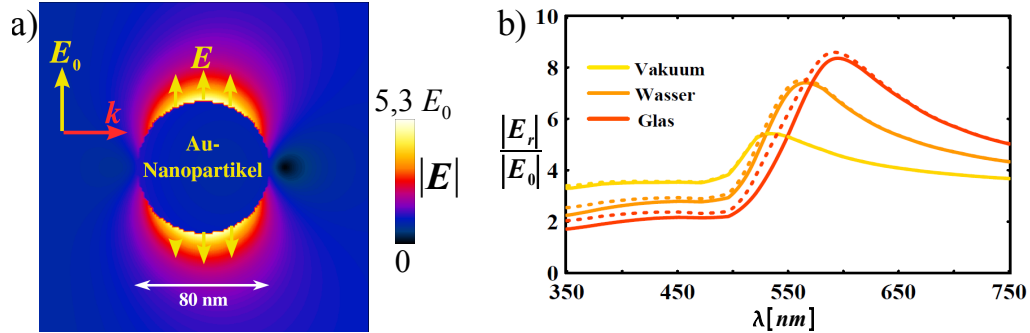 a)
E₀
k
E
Au-
Nanopartikel
80 nm
5,3 E₀
|E|
0
b)
10
8
6
4
2
0
|Eᵣ|
|E₀|
Vakuum
Wasser
Glas
350 450 550 650 750
λ[nm]